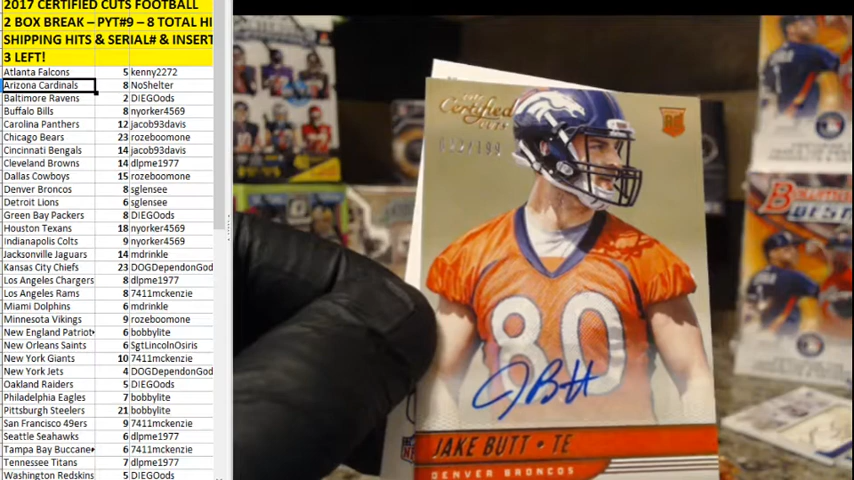 2017 CERTIFIED CUTS FOOTBALL
2 BOX BREAK – PYT#9 – 8 TOTAL HI
SHIPPING HITS & SERIAL# & INSERT
3 LEFT!
Atlanta Falcons 5 kenny2272
Arizona Cardinals 8 NoShelter
Baltimore Ravens 2 DIEGOods
Buffalo Bills 8 nyorker4569
Carolina Panthers 12 jacob93davis
Chicago Bears 23 rozeboomone
Cincinnati Bengals 14 jacob93davis
Cleveland Browns 14 dlpme1977
Dallas Cowboys 15 rozeboomone
Denver Broncos 8 sglensee
Detroit Lions 6 sglensee
Green Bay Packers 8 DIEGOods
Houston Texans 18 nyorker4569
Indianapolis Colts 9 nyorker4569
Jacksonville Jaguars 14 mdrinkle
Kansas City Chiefs 23 DOGDependonGod
Los Angeles Chargers 8 dlpme1977
Los Angeles Rams 8 7411mckenzie
Miami Dolphins 6 mdrinkle
Minnesota Vikings 9 rozeboomone
New England Patriot 6 bobbylite
New Orleans Saints 6 SgtLincolnOsiris
New York Giants 10 7411mckenzie
New York Jets 4 DOGDependonGod
Oakland Raiders 5 DIEGOods
Philadelphia Eagles 7 bobbylite
Pittsburgh Steelers 21 bobbylite
San Francisco 49ers 9 7411mckenzie
Seattle Seahawks 6 dlpme1977
Tampa Bay Buccane 6 7411mckenzie
Tennessee Titans 7 dlpme1977
Washington Redskins 5 DIEGOods
Certified
CUTS
80
JAKE BUTT • TE
DENVER BRONCOS
BOWMAN'S
BEST